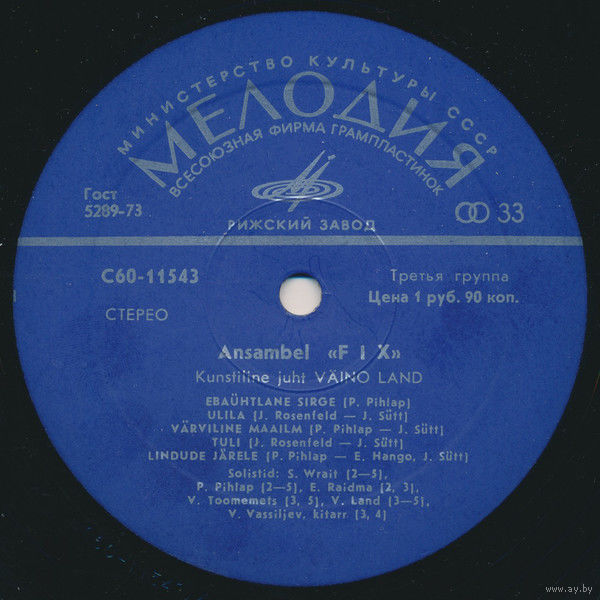 МИНИСТЕРСТВО КУЛЬТУРЫ СССР
МЕЛОДИЯ
ВСЕСОЮЗНАЯ ФИРМА ГРАМПЛАСТИНОК
Гост
5289-73
33
РИЖСКИЙ ЗАВОД
С60-11543
Третья группа
Цена 1 руб. 90 коп.
СТЕРЕО
Ansambel «F I X»
Kunstiline juht VÄINO LAND
EBAÜHTLANE SIRGE (P. Pihlap)
ULILA (J. Rosenfeld — J. Sütt)
VÄRVILINE MAAILM (P. Pihlap — J. Sütt)
TULI (J. Rosenfeld — J. Sütt)
LINDUDE JÄRELE (P. Pihlap — E. Hango, J. Sütt)
Solistid: S. Wrait (2—5),
P. Pihlap (2—5), E. Raidma (2, 3),
V. Toomemets (3, 5), V. Land (3—5),
V. Vassiljev, kitarr (3, 4)
www.ay.by